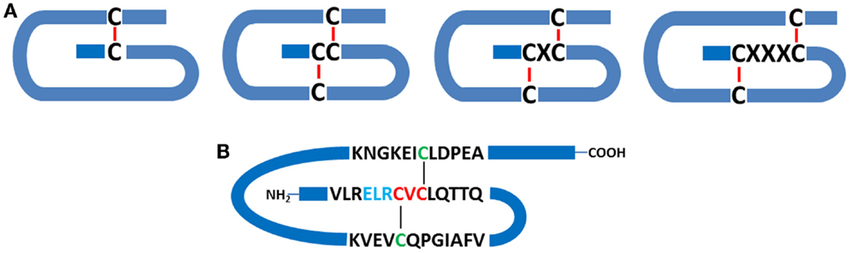 A
C C C C
C CC CXC CXXXC
C C C
B
KNGKEICLDPEA COOH
NH2 VLRELRCVCLQTTQ
KVEVCQPGIAFV